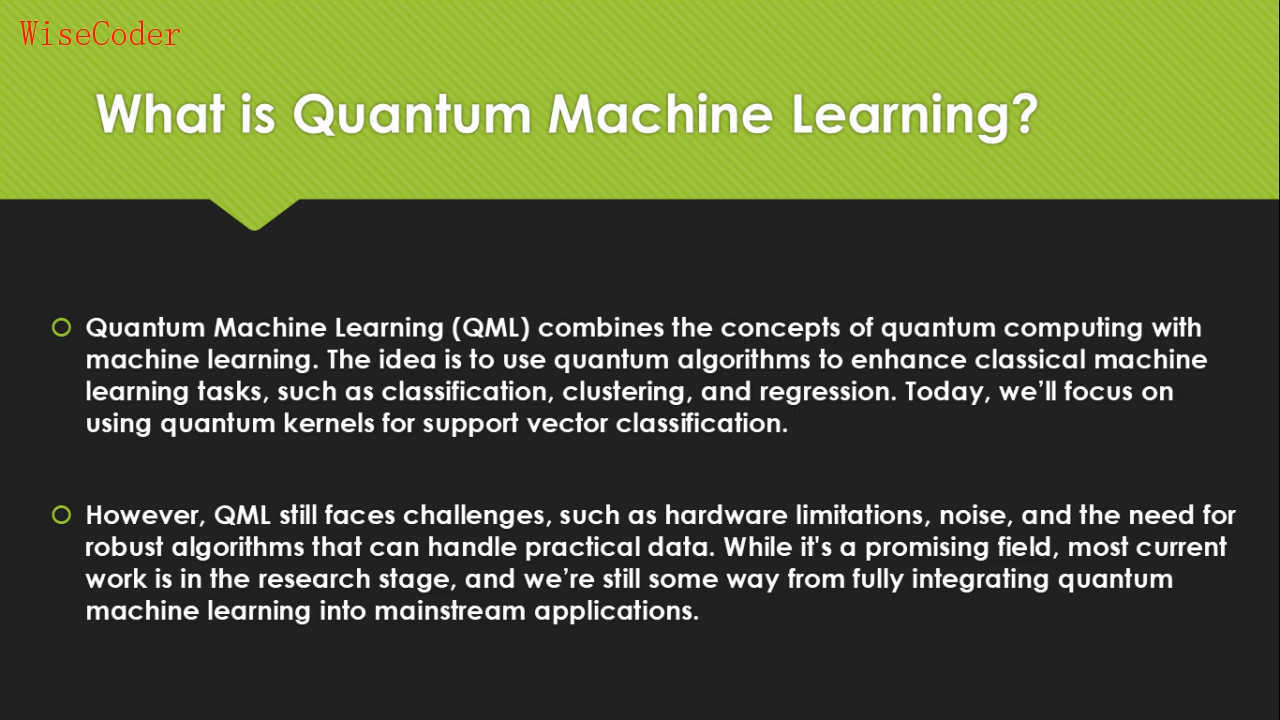 WiseCoder
What is Quantum Machine Learning?
Quantum Machine Learning (QML) combines the concepts of quantum computing with
machine learning. The idea is to use quantum algorithms to enhance classical machine
learning tasks, such as classification, clustering, and regression. Today, we’ll focus on
using quantum kernels for support vector classification.
However, QML still faces challenges, such as hardware limitations, noise, and the need for
robust algorithms that can handle practical data. While it's a promising field, most current
work is in the research stage, and we’re still some way from fully integrating quantum
machine learning into mainstream applications.